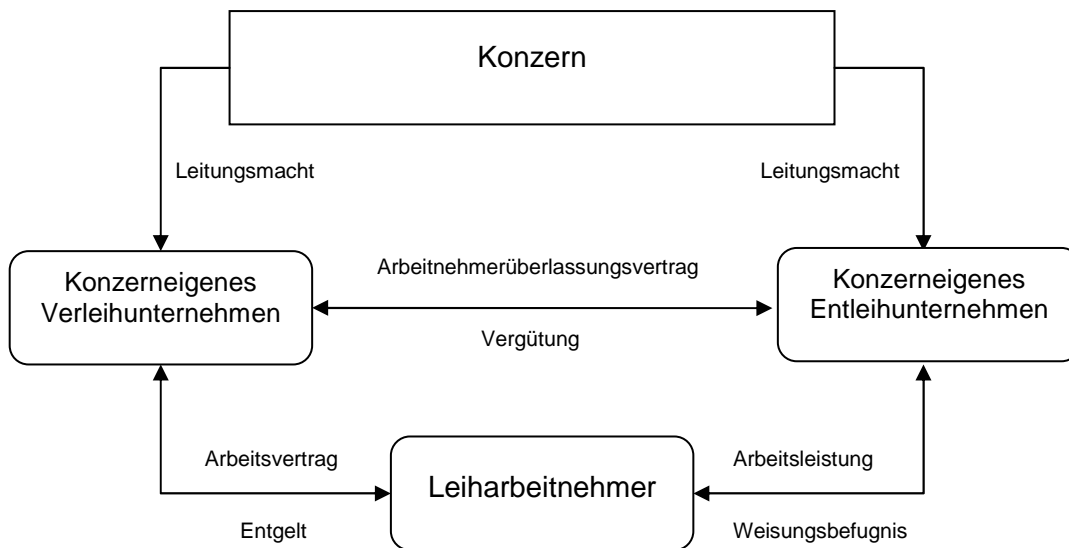 Konzern
Leitungsmacht
Leitungsmacht
Konzerneigenes
Verleihunternehmen
Arbeitnehmerüberlassungsvertrag
Vergütung
Konzerneigenes
Entleihunternehmen
Arbeitsvertrag
Entgelt
Leiharbeitnehmer
Arbeitsleistung
Weisungsbefugnis